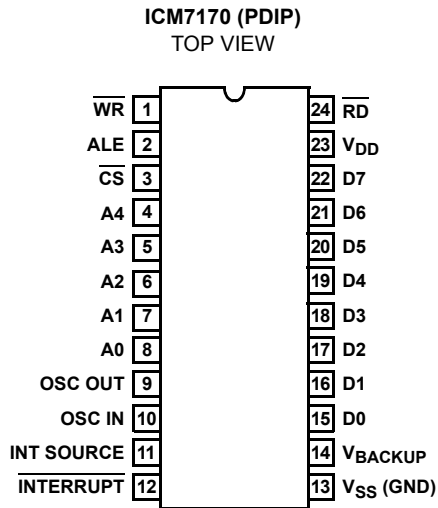 ICM7170 (PDIP)
TOP VIEW
WR 1 24 RD
ALE 2 23 VDD
CS 3 22 D7
A4 4 21 D6
A3 5 20 D5
A2 6 19 D4
A1 7 18 D3
A0 8 17 D2
OSC OUT 9 16 D1
OSC IN 10 15 D0
INT SOURCE 11 14 VBACKUP
INTERRUPT 12 13 VSS (GND)